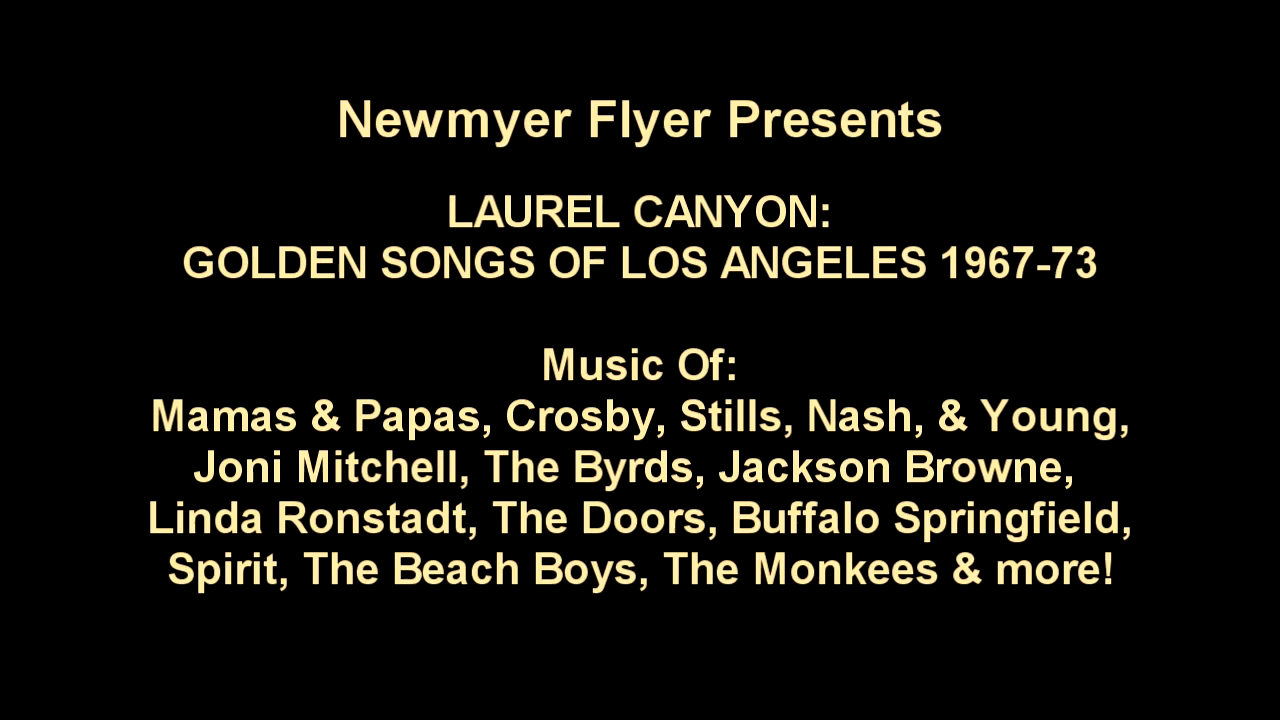 Newmyer Flyer Presents
LAUREL CANYON:
GOLDEN SONGS OF LOS ANGELES 1967-73
Music Of:
Mamas & Papas, Crosby, Stills, Nash, & Young,
Joni Mitchell, The Byrds, Jackson Browne,
Linda Ronstadt, The Doors, Buffalo Springfield,
Spirit, The Beach Boys, The Monkees & more!